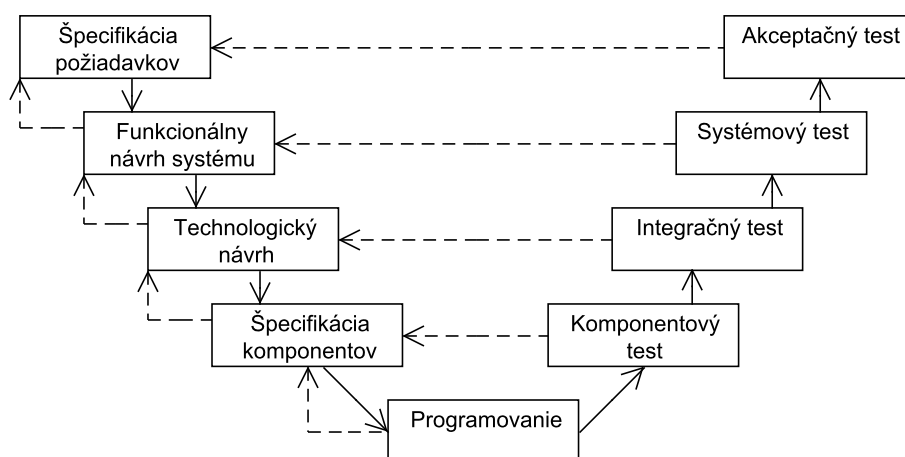 Špecifikácia
požiadavkov
Akceptačný test
Funkcionálny
návrh systému
Systémový test
Technologický
návrh
Integračný test
Špecifikácia
komponentov
Komponentový
test
Programovanie